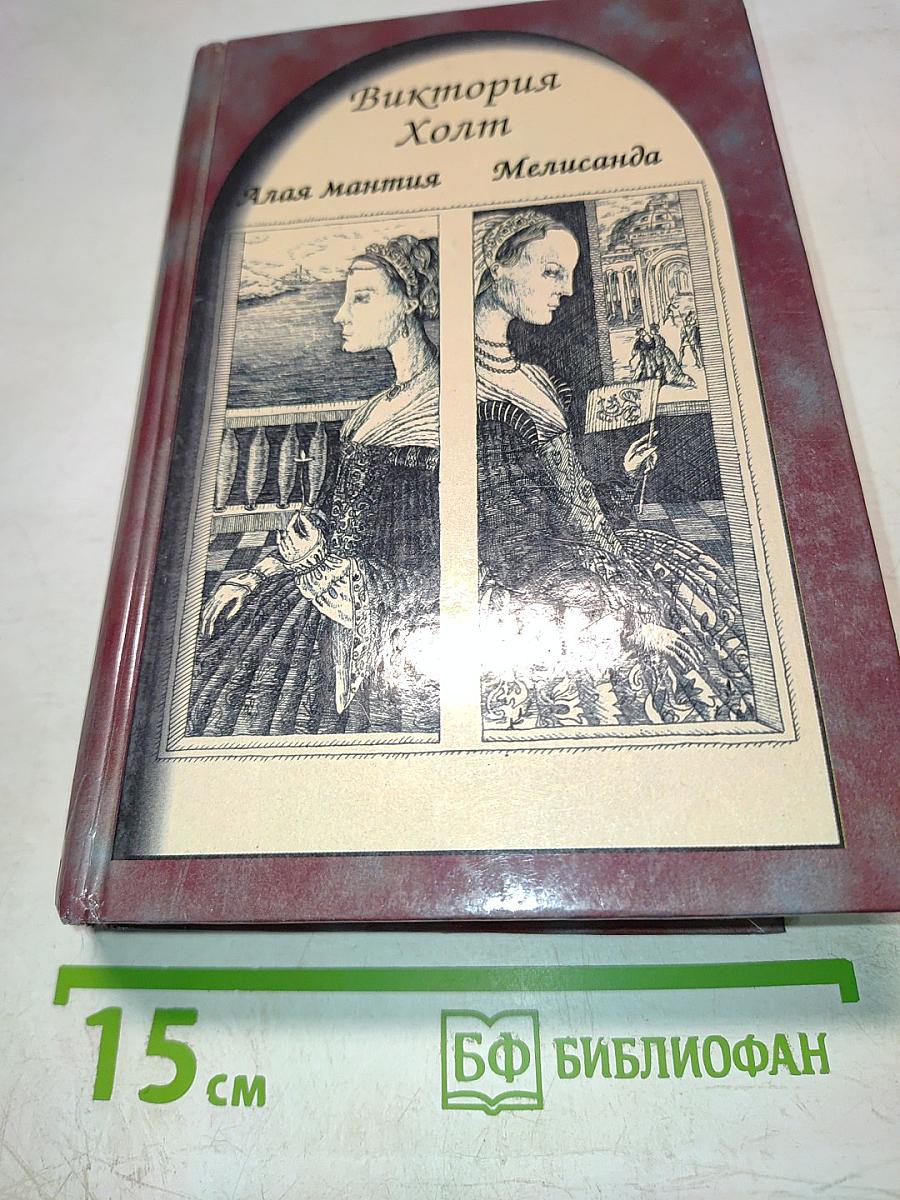 Виктория
Холт
Алая мантия
Мелисанда
15 см
БФ БИБЛИОФАН